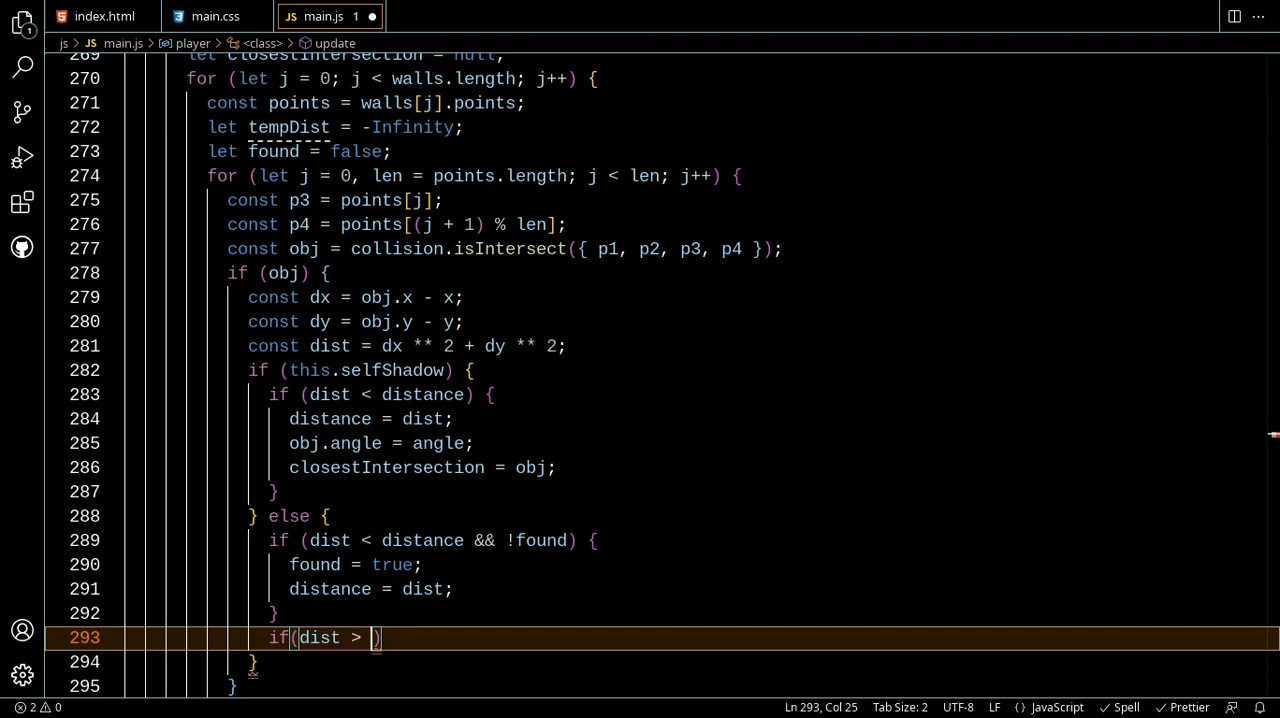 index.html
main.css
JS main.js 1
js > JS main.js > player > <class> > update
269 let closestIntersection = null;
270 for (let j = 0; j < walls.length; j++) {
271 const points = walls[j].points;
272 let tempDist = -Infinity;
273 let found = false;
274 for (let j = 0, len = points.length; j < len; j++) {
275 const p3 = points[j];
276 const p4 = points[(j + 1) % len];
277 const obj = collision.isIntersect({ p1, p2, p3, p4 });
278 if (obj) {
279 const dx = obj.x - x;
280 const dy = obj.y - y;
281 const dist = dx ** 2 + dy ** 2;
282 if (this.selfShadow) {
283 if (dist < distance) {
284 distance = dist;
285 obj.angle = angle;
286 closestIntersection = obj;
287 }
288 } else {
289 if (dist < distance && !found) {
290 found = true;
291 distance = dist;
292 }
293 if(dist > )
294 }
295 }
1
2 0
Ln 293, Col 25
Tab Size: 2
UTF-8
LF
{} JavaScript
Spell
Prettier